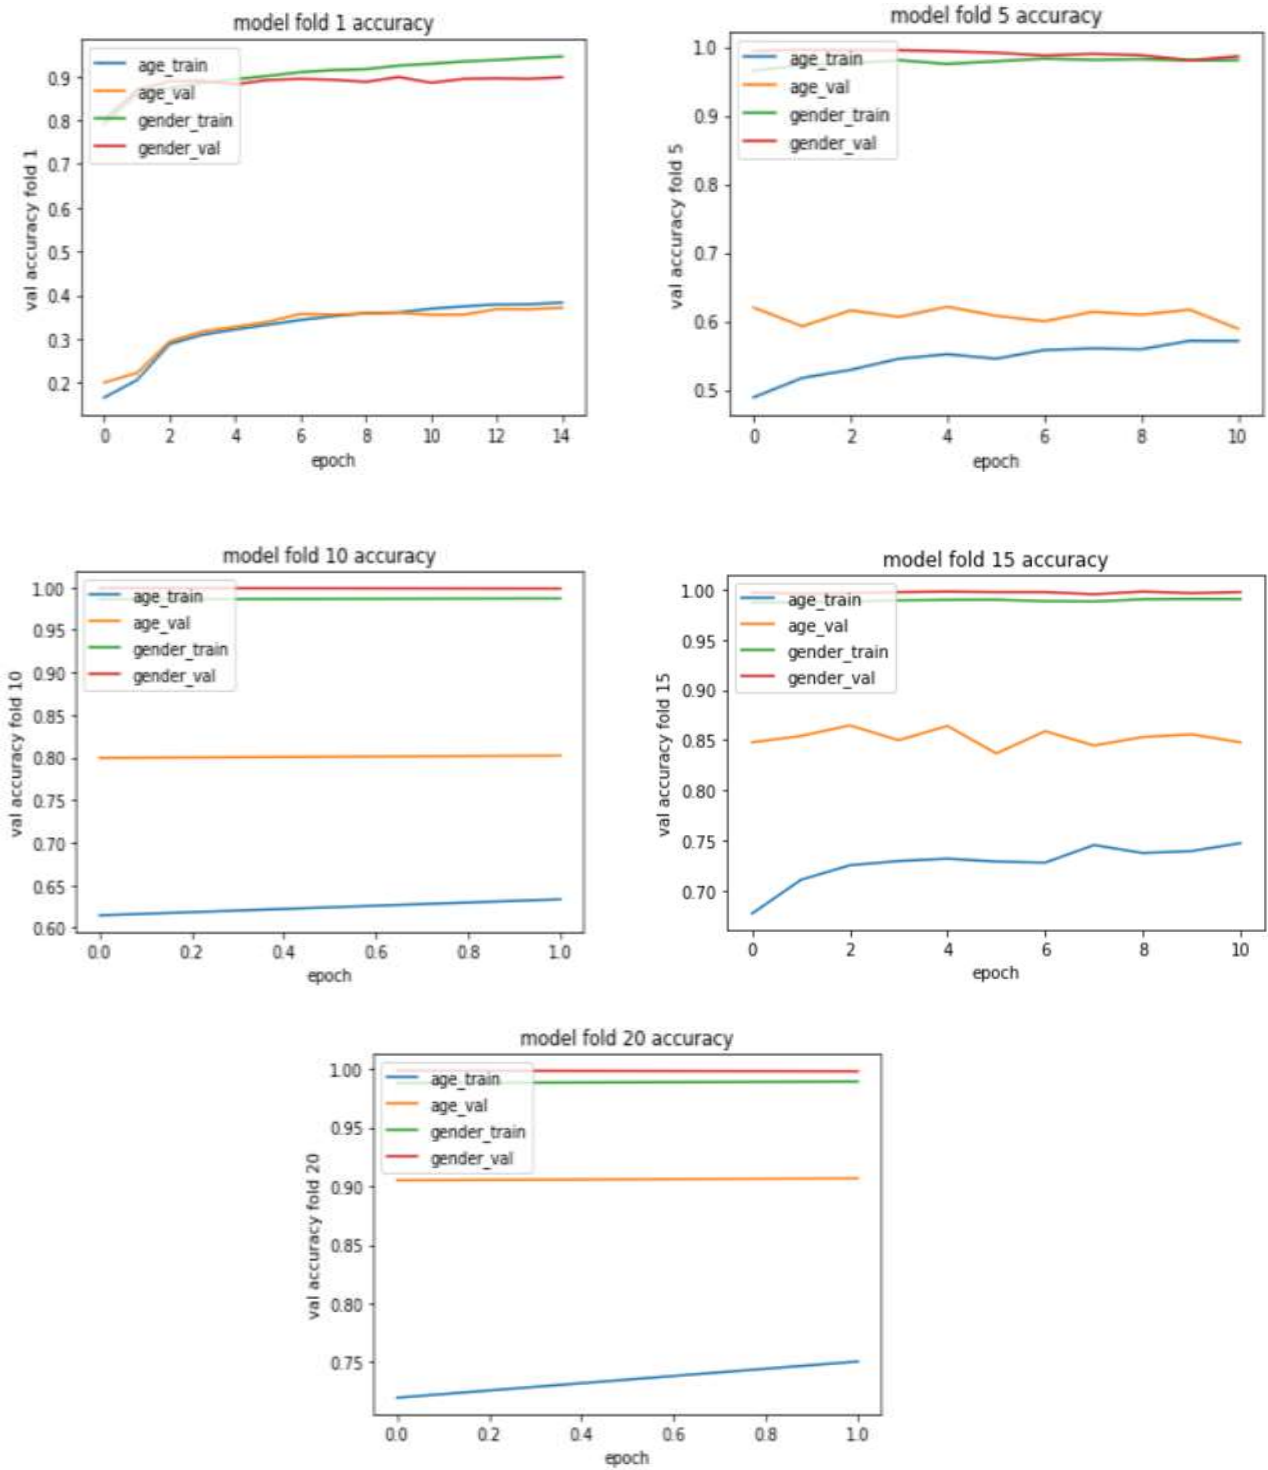 model fold 1 accuracy
age_train
age_val
gender_train
gender_val
0.9
0.8
0.7
0.6
0.5
0.4
0.3
0.2
val accuracy fold 1
0 2 4 6 8 10 12 14
epoch
model fold 5 accuracy
age_train
age_val
gender_train
gender_val
1.0
0.9
0.8
0.7
0.6
0.5
val accuracy fold 5
0 2 4 6 8 10
epoch
model fold 10 accuracy
age_train
age_val
gender_train
gender_val
1.00
0.95
0.90
0.85
0.80
0.75
0.70
0.65
0.60
val accuracy fold 10
0.0 0.2 0.4 0.6 0.8 1.0
epoch
model fold 15 accuracy
age_train
age_val
gender_train
gender_val
1.00
0.95
0.90
0.85
0.80
0.75
0.70
val accuracy fold 15
0 2 4 6 8 10
epoch
model fold 20 accuracy
age_train
age_val
gender_train
gender_val
1.00
0.95
0.90
0.85
0.80
0.75
val accuracy fold 20
0.0 0.2 0.4 0.6 0.8 1.0
epoch